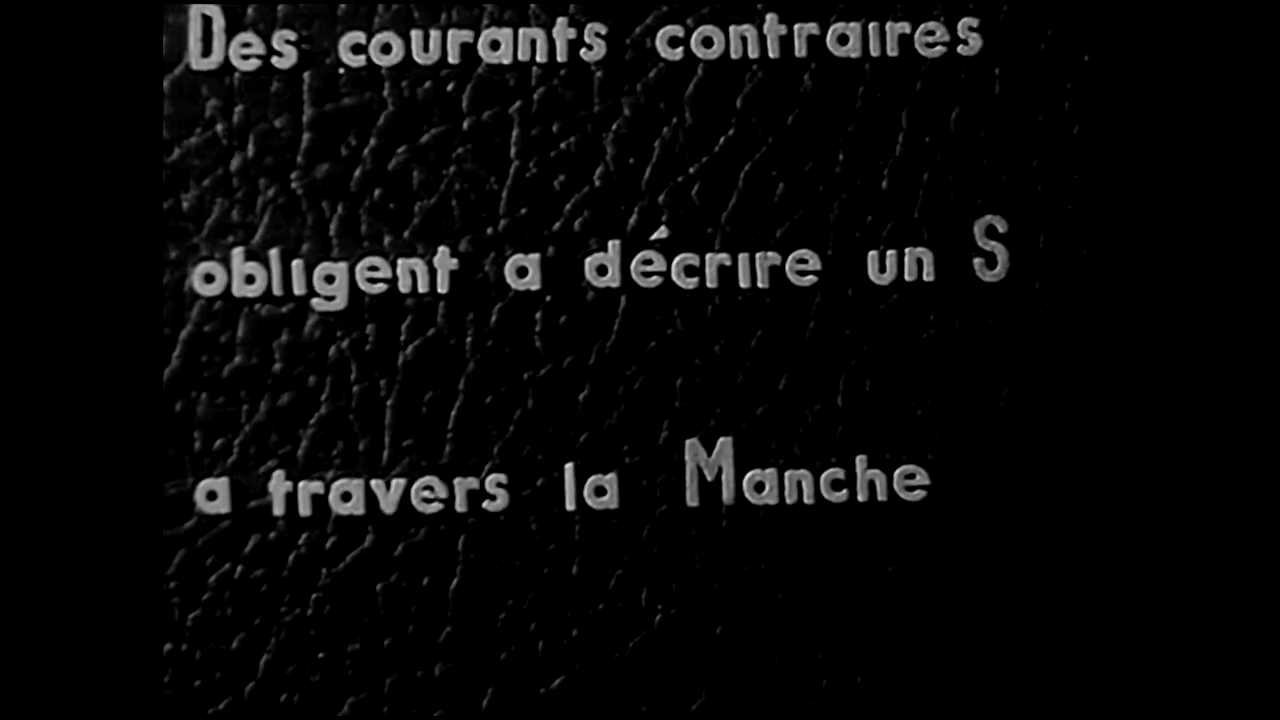 Des courants contraires
obligent a décrire un S
a travers la Manche